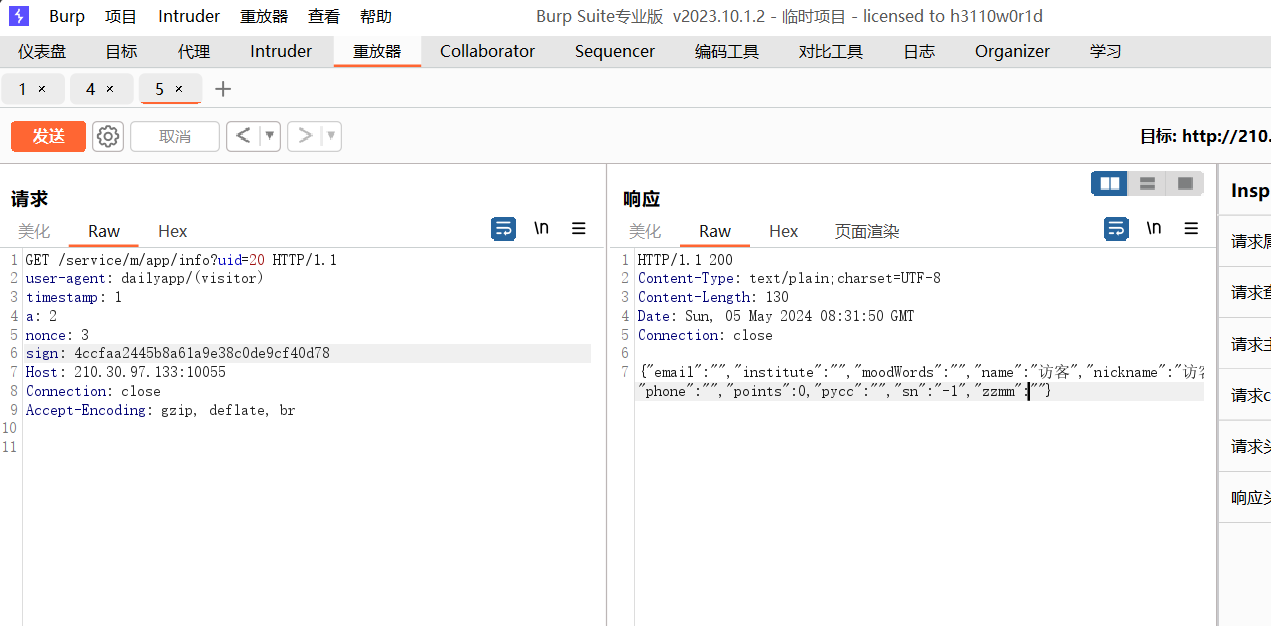 Burp 项目 Intruder 重放器 查看 帮助 Burp Suite专业版 v2023.10.1.2 - 临时项目 - licensed to h3110w0r1d
仪表盘 目标 代理 Intruder 重放器 Collaborator Sequencer 编码工具 对比工具 日志 Organizer 学习
1 × 4 × 5 × +
发送 取消 < ▼ > ▼ 目标: http://210.
请求
美化 Raw Hex \n
1 GET /service/m/app/info?uid=20 HTTP/1.1
2 user-agent: dailyapp/(visitor)
3 timestamp: 1
4 a: 2
5 nonce: 3
6 sign: 4ccfaa2445b8a61a9e38c0de9cf40d78
7 Host: 210.30.97.133:10055
8 Connection: close
9 Accept-Encoding: gzip, deflate, br
10
11
响应
美化 Raw Hex 页面渲染 \n
1 HTTP/1.1 200
2 Content-Type: text/plain;charset=UTF-8
3 Content-Length: 130
4 Date: Sun, 05 May 2024 08:31:50 GMT
5 Connection: close
6
7 {"email":"","institute":"","moodWords":"","name":"访客","nickname":"访客
"phone":"","points":0,"pycc":"","sn":"-1","zzmm":""}
Insp
请求属
请求查
请求主
请求c
请求头
响应头